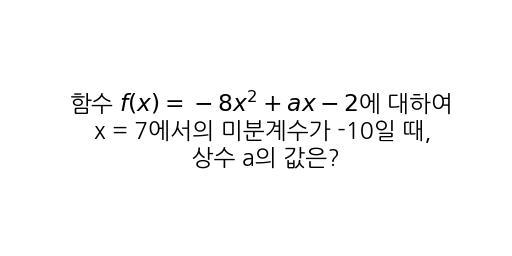 함수 f(x) = −8x² + ax − 2에 대하여
x = 7에서의 미분계수가 -10일 때,
상수 a의 값은?